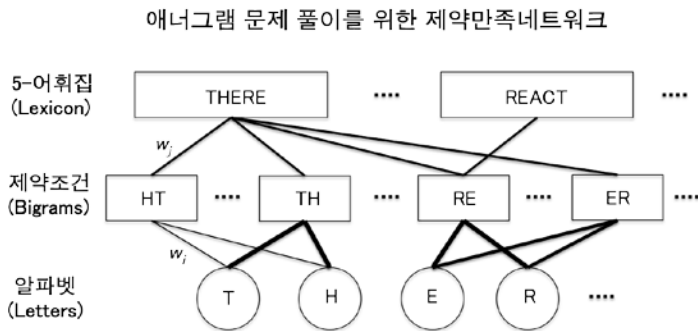 애너그램 문제 풀이를 위한 제약만족네트워크
5-어휘집
(Lexicon)
THERE
····
REACT
····
w_j
제약조건
(Bigrams)
HT
····
TH
····
RE
····
ER
····
w_i
알파벳
(Letters)
T
H
E
R
····